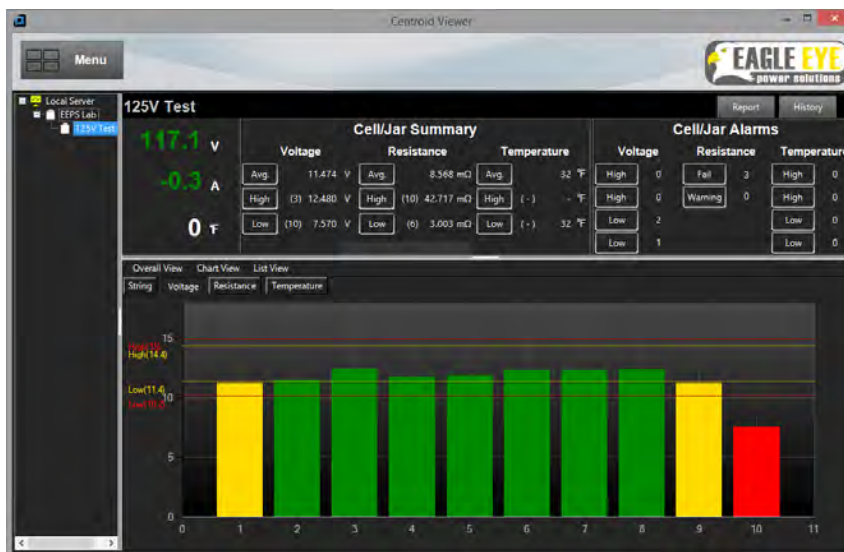 Centroid Viewer
Menu
EAGLE EYE
power solutions
Local Server
EEPS Lab
125V Test
125V Test
Report
History
117.1 V
-0.3 A
0 °F
Cell/Jar Summary
Voltage Resistance Temperature
Avg. 11.474 V Avg. 8.568 mΩ Avg. 32 °F
High (3) 12.480 V High (10) 42.717 mΩ High (-) - °F
Low (10) 7.570 V Low (6) 3.003 mΩ Low (-) 32 °F
Cell/Jar Alarms
Voltage Resistance Temperature
High 0 Fail 3 High 0
High 0 Warning 0 High 0
Low 2 Low 0
Low 1 Low 0
Overall View Chart View List View
String Voltage Resistance Temperature
15
High(14.4)
Low(11.4)
10
5
0
0 1 2 3 4 5 6 7 8 9 10 11